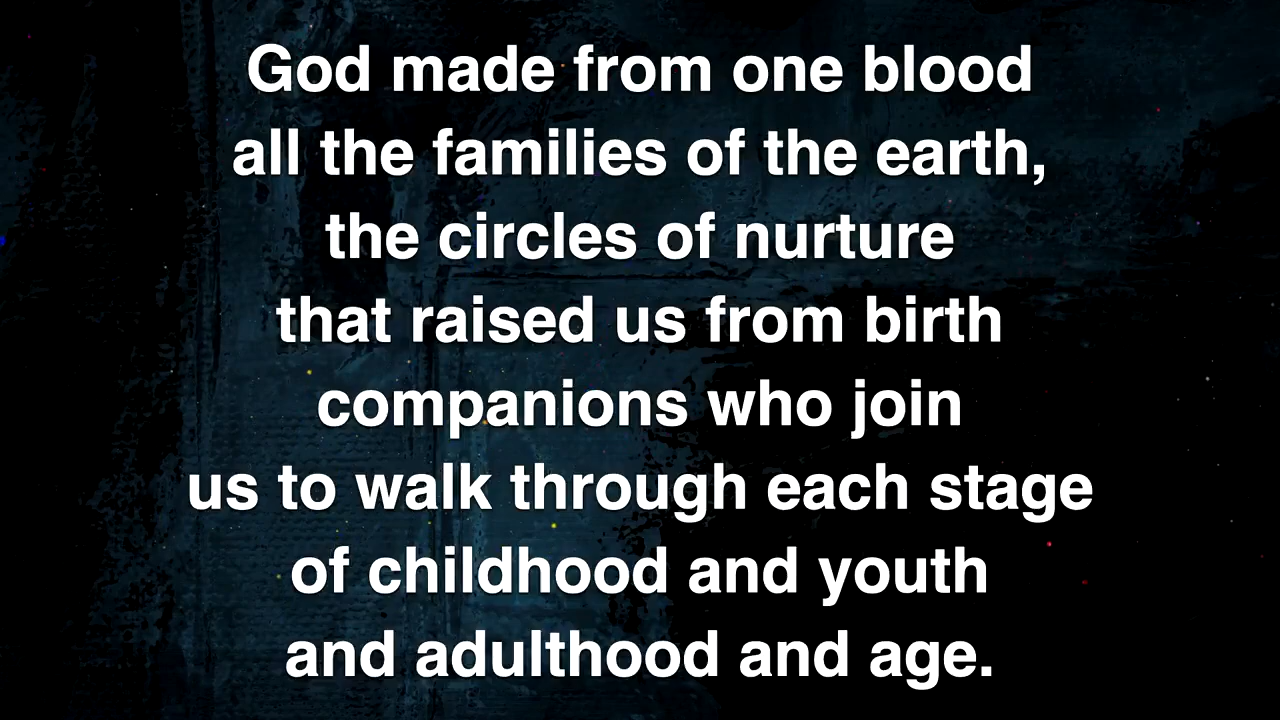 God made from one blood
all the families of the earth,
the circles of nurture
that raised us from birth
companions who join
us to walk through each stage
of childhood and youth
and adulthood and age.